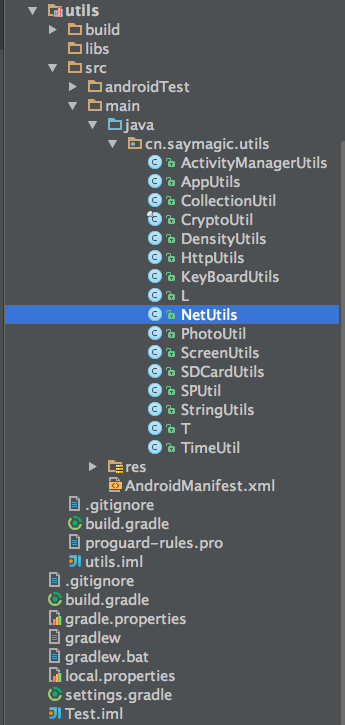 utils
build
libs
src
androidTest
main
java
cn.saymagic.utils
ActivityManagerUtils
AppUtils
CollectionUtil
CryptoUtil
DensityUtils
HttpUtils
KeyBoardUtils
L
NetUtils
PhotoUtil
ScreenUtils
SDCardUtils
SPUtil
StringUtils
T
TimeUtil
res
AndroidManifest.xml
.gitignore
build.gradle
proguard-rules.pro
utils.iml
.gitignore
build.gradle
gradle.properties
gradlew
gradlew.bat
local.properties
settings.gradle
Test.iml